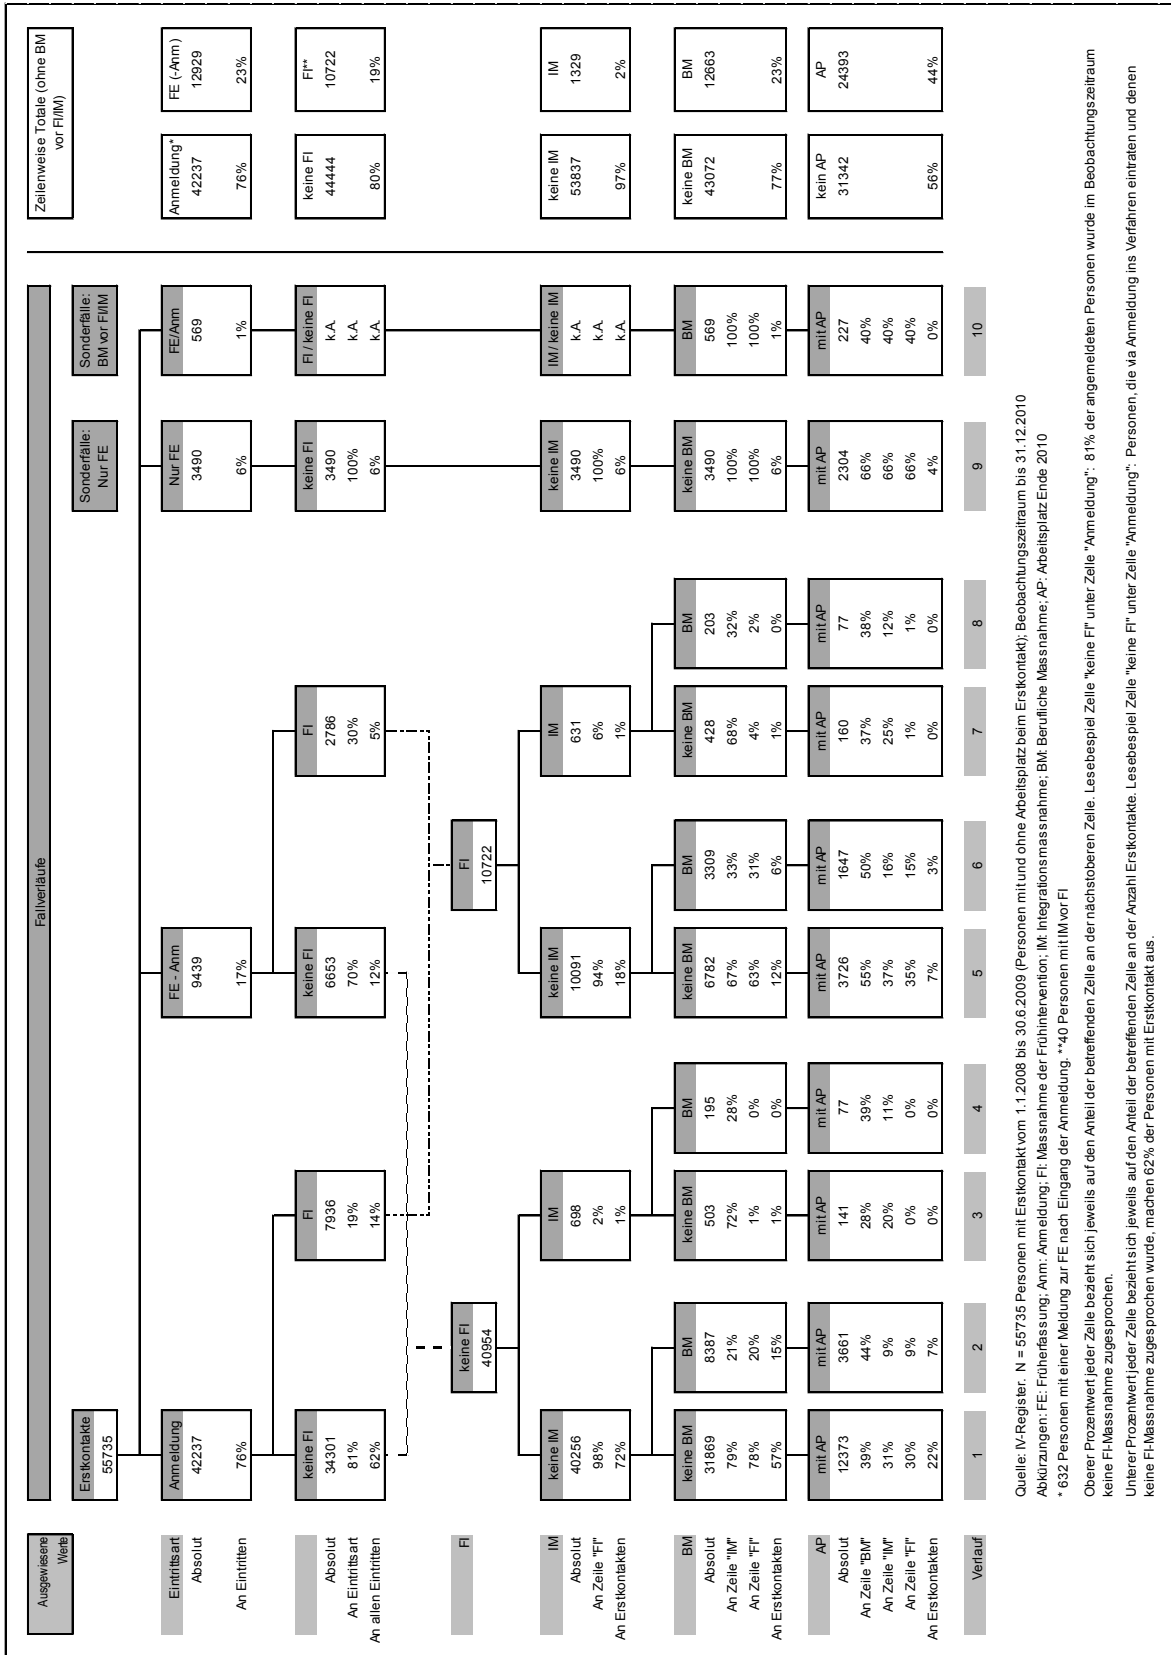 Ausgewiesene Werte
Fallverläufe
Zeilenweise Totale (ohne BM vor FI/IM)
Erstkontakte
55735
Sonderfälle: Nur FE
Sonderfälle: BM vor FI/IM
Eintrittsart
Anmeldung
FE - Anm
Nur FE
FE/Anm
Anmeldung*
FE (-Anm )
Absolut
42237
9439
3490
569
42237
12929
An Eintritten
76%
17%
6%
1%
76%
23%
keine FI
FI
keine FI
FI
keine FI
FI / keine FI
keine FI
FI**
Absolut
34301
7936
6653
2786
3490
k.A.
44444
10722
An Eintrittsart
81%
19%
70%
30%
100%
k.A.
An allen Eintritten
62%
14%
12%
5%
6%
k.A.
80%
19%
FI
keine FI
FI
40954
10722
IM
keine IM
IM
keine IM
IM
keine IM
IM / keine IM
keine IM
IM
Absolut
40256
698
10091
631
3490
k.A.
53837
1329
An Zeile "FI"
98%
2%
94%
6%
100%
k.A.
An Erstkontakten
72%
1%
18%
1%
6%
k.A.
97%
2%
BM
keine BM
BM
keine BM
BM
keine BM
BM
keine BM
BM
keine BM
BM
keine BM
BM
Absolut
31869
8387
503
195
6782
3309
428
203
3490
569
43072
12663
An Zeile "IM"
79%
21%
72%
28%
67%
33%
68%
32%
100%
100%
An Zeile "FI"
78%
20%
1%
0%
63%
31%
4%
2%
100%
100%
An Erstkontakten
57%
15%
1%
0%
12%
6%
1%
0%
6%
1%
77%
23%
AP
mit AP
mit AP
mit AP
mit AP
mit AP
mit AP
mit AP
mit AP
mit AP
mit AP
kein AP
AP
Absolut
12373
3661
141
77
3726
1647
160
77
2304
227
31342
24393
An Zeile "BM"
39%
44%
28%
39%
55%
50%
37%
38%
66%
40%
An Zeile "IM"
31%
9%
20%
11%
37%
16%
25%
12%
66%
40%
An Zeile "FI"
30%
9%
0%
0%
35%
15%
1%
1%
66%
40%
An Erstkontakten
22%
7%
0%
0%
7%
3%
0%
0%
4%
0%
56%
44%
Verlauf
1
2
3
4
5
6
7
8
9
10
Quelle: IV-Register. N = 55'735 Personen mit Erstkontakt vom 1.1.2008 bis 30.6.2009 (Personen mit und ohne Arbeitsplatz beim Erstkontakt); Beobachtungszeitraum bis 31.12.2010
Abkürzungen: FE: Früherfassung; Anm: Anmeldung; FI: Massnahme der Frühintervention; IM: Integrationsmassnahme; BM: Berufliche Massnahme; AP: Arbeitsplatz Ende 2010
* 632 Personen mit einer Meldung zur FE nach Eingang der Anmeldung. **40 Personen mit IM vor FI
Oberer Prozentwert jeder Zelle bezieht sich jeweils auf den Anteil der betreffenden Zelle an der nächstoberen Zelle. Lesebeispiel Zelle "keine FI" unter Zelle "Anmeldung": 81% der angemeldeten Personen wurde im Beobachtungszeitraum
keine FI-Massnahme zugesprochen.
Unterer Prozentwert jeder Zelle bezieht sich jeweils auf den Anteil der betreffenden Zelle an der Anzahl Erstkontakte. Lesebeispiel Zelle "keine FI" unter Zelle "Anmeldung": Personen, die via Anmeldung ins Verfahren eintraten und denen
keine FI-Massnahme zugesprochen wurde, machen 62% der Personen mit Erstkontakt aus.